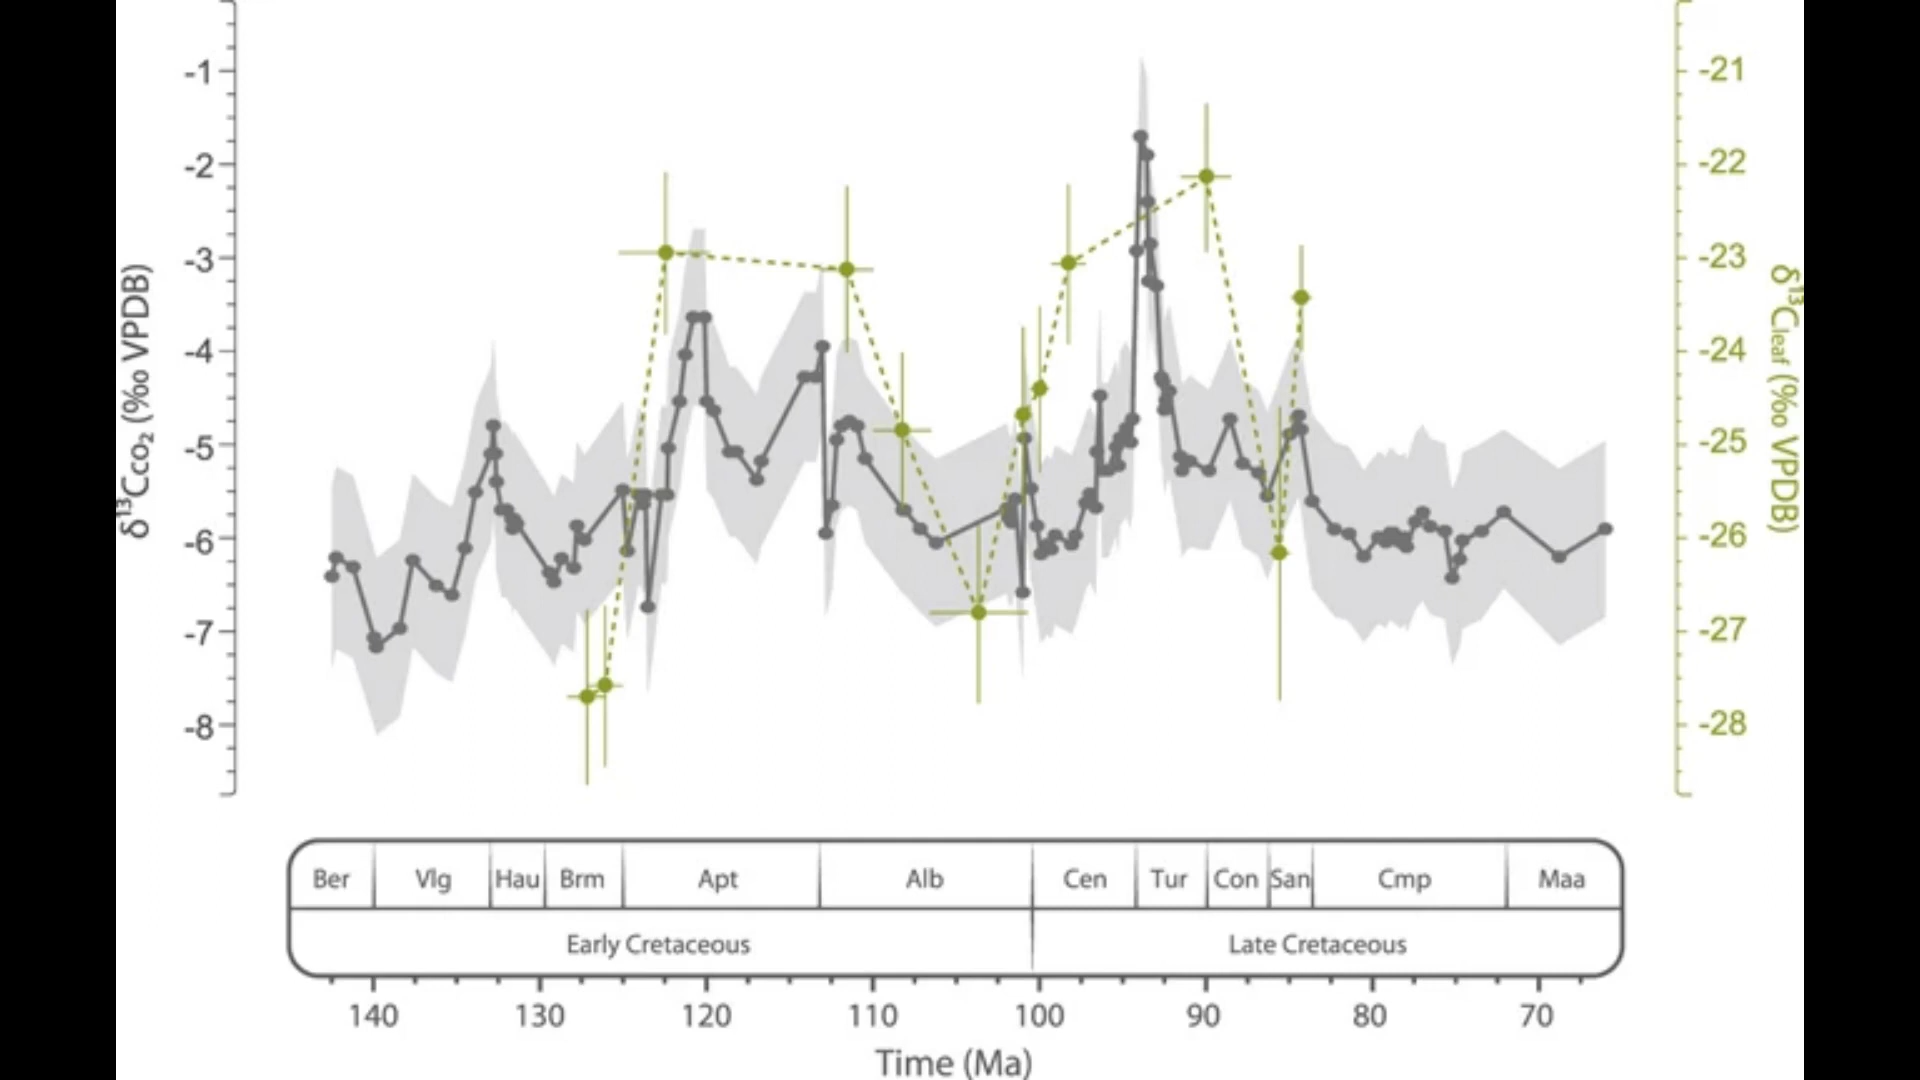 -1
-2
-3
-4
-5
-6
-7
-8
δ¹³Cco₂ (‰ VPDB)
-21
-22
-23
-24
-25
-26
-27
-28
δ¹³Cleaf (‰ VPDB)
Ber Vlg Hau Brm Apt Alb Cen Tur Con San Cmp Maa
Early Cretaceous Late Cretaceous
140 130 120 110 100 90 80 70
Time (Ma)